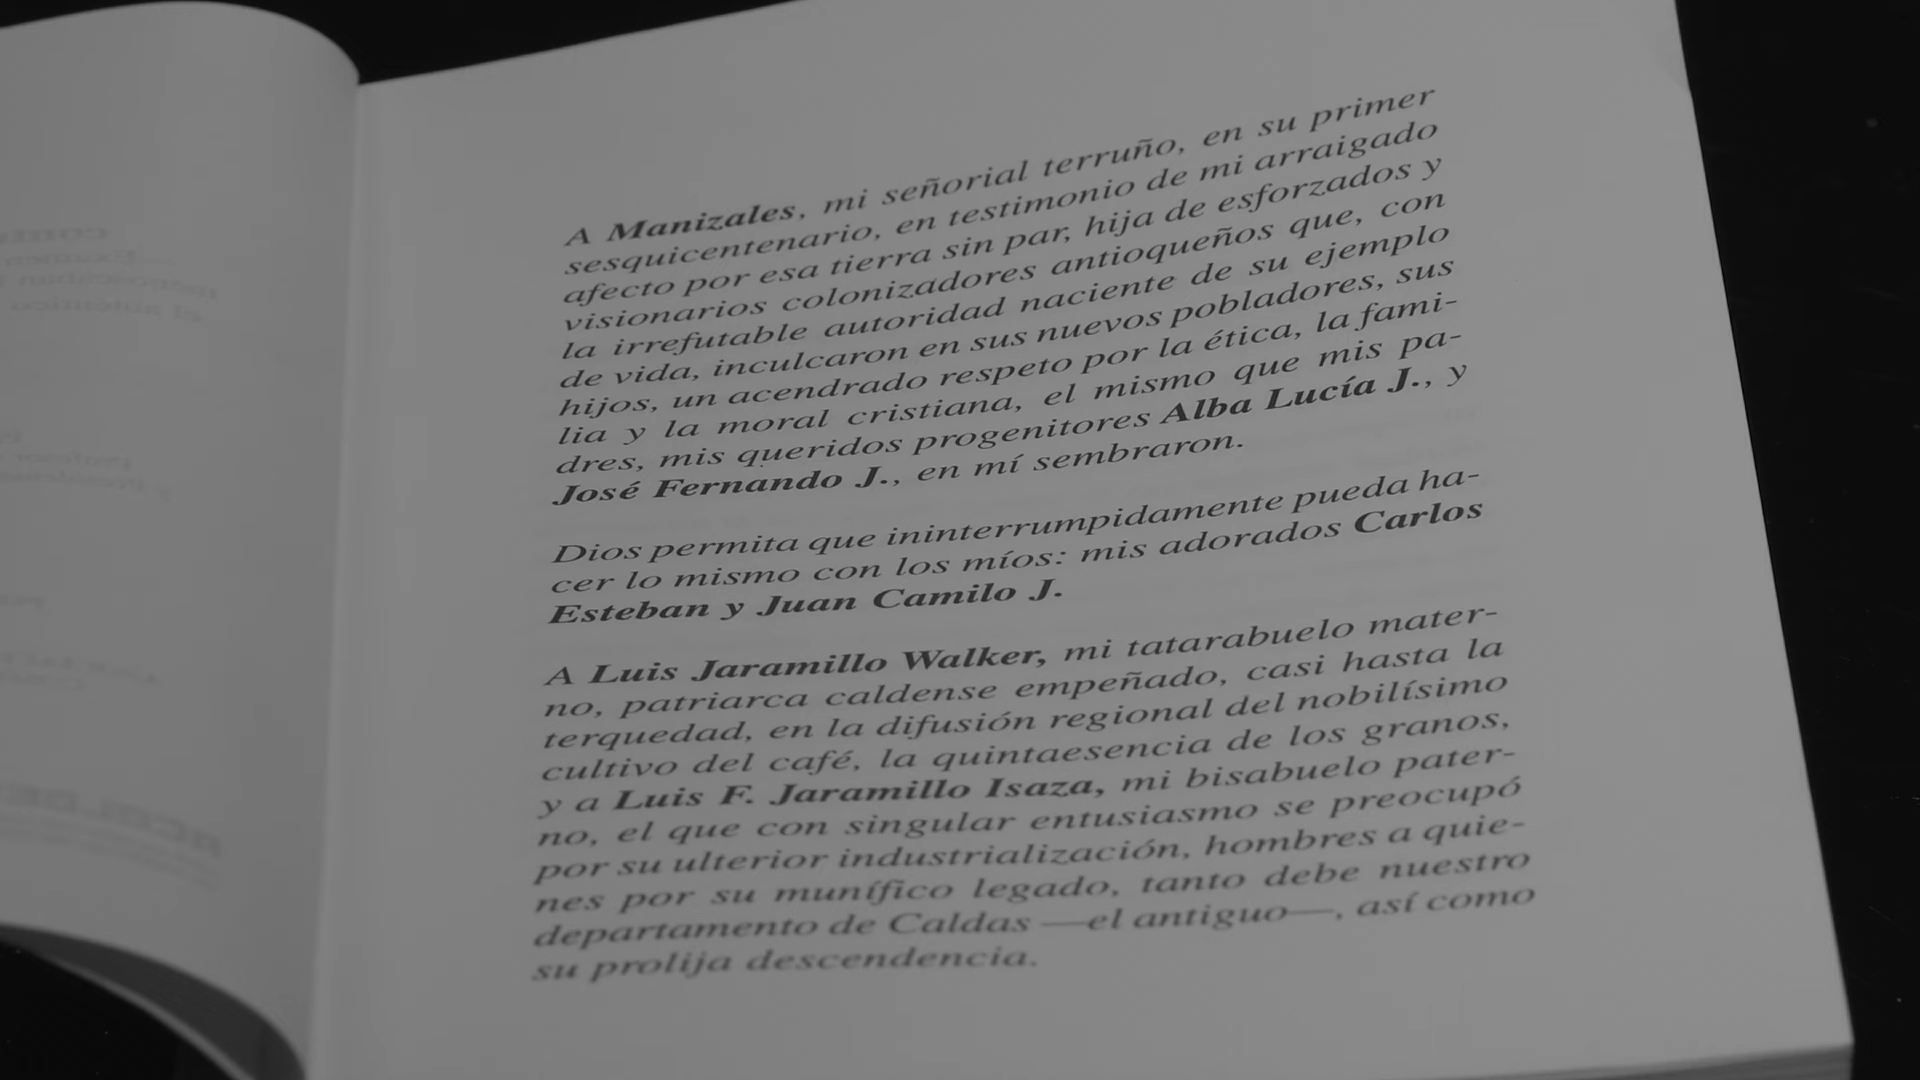 A Manizales, mi señorial terruño, en su primer
sesquicentenario, en testimonio de mi arraigado
afecto por esa tierra sin par, hija de esforzados y
visionarios colonizadores antioqueños que, con
la irrefutable autoridad naciente de su ejemplo
de vida, inculcaron en sus nuevos pobladores, sus
hijos, un acendrado respeto por la ética, la fami-
lia y la moral cristiana, el mismo que mis pa-
dres, mis queridos progenitores Alba Lucía J., y
José Fernando J., en mí sembraron.
Dios permita que ininterrumpidamente pueda ha-
cer lo mismo con los míos: mis adorados Carlos
Esteban y Juan Camilo J.
A Luis Jaramillo Walker, mi tatarabuelo mater-
no, patriarca caldense empeñado, casi hasta la
terquedad, en la difusión regional del nobilísimo
cultivo del café, la quintaesencia de los granos,
y a Luis F. Jaramillo Isaza, mi bisabuelo pater-
no, el que con singular entusiasmo se preocupó
por su ulterior industrialización, hombres a quie-
nes por su munífico legado, tanto debe nuestro
departamento de Caldas —el antiguo—, así como
su prolija descendencia.